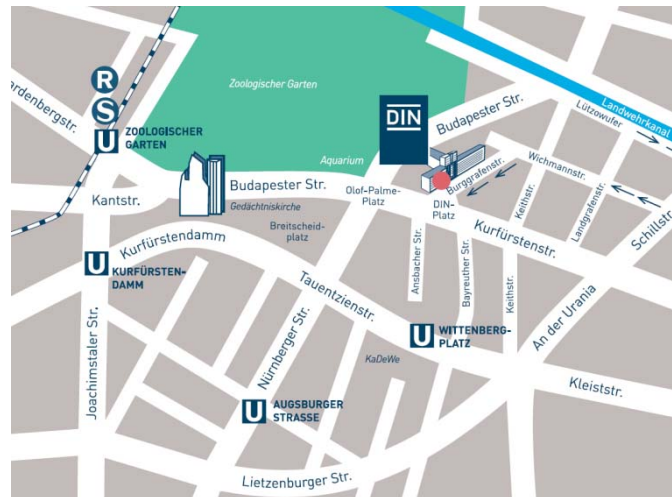 Zoologischer Garten
ardenbergstr.
R
S
U
ZOOLOGISCHER
GARTEN
DIN
Budapester Str.
Landwehrkanal
Lützowufer
Wichmannstr.
Aquarium
Burggrafenstr.
Budapester Str.
Olof-Palme-
Platz
DIN-
Platz
Keithstr.
Landgrafenstr.
Schillstr
Kantstr.
Gedächtniskirche
Breitscheid-
platz
Kurfürstenstr.
Kurfürstendamm
U
KURFÜRSTEN-
DAMM
Ansbacher Str.
Bayreuther Str.
Keithstr.
An der Urania
Tauentzienstr.
U
WITTENBERG-
PLATZ
Joachimstaler Str.
Nürnberger Str.
KaDeWe
Kleiststr.
U
AUGSBURGER
STRASSE
Lietzenburger Str.